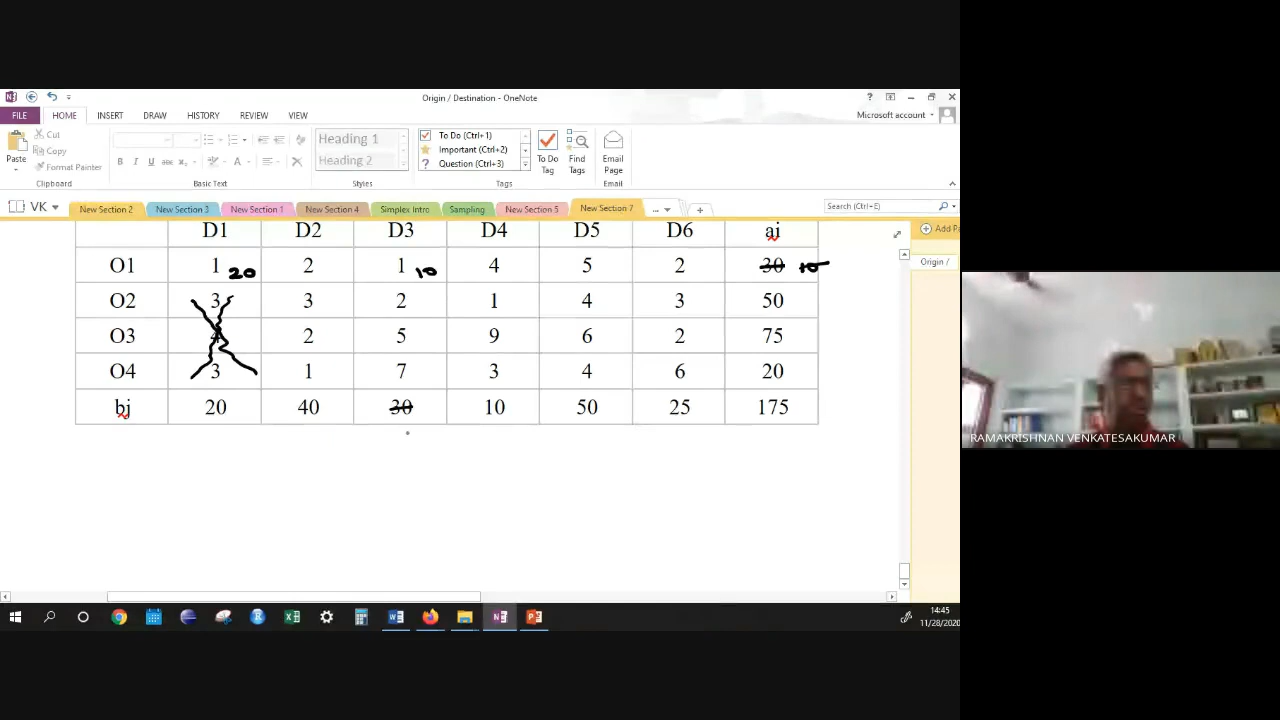 Origin / Destination - OneNote
FILE HOME INSERT DRAW HISTORY REVIEW VIEW Microsoft account
Paste Cut Copy Format Painter
Clipboard
Basic Text
Heading 1
Heading 2
Styles
To Do (Ctrl+1)
Important (Ctrl+2)
Question (Ctrl+3)
To Do Tag
Find Tags
Tags
Email Page
Email
VK New Section 2 New Section 3 New Section 1 New Section 4 Simplex Intro Sampling New Section 5 New Section 7 ... Search (Ctrl+E)
D1 D2 D3 D4 D5 D6 ai
O1 1 20 2 1 10 4 5 2 30 10
O2 3 3 2 1 4 3 50
O3 4 2 5 9 6 2 75
O4 3 1 7 3 4 6 20
bj 20 40 30 10 50 25 175
Add Pa
Origin /
RAMAKRISHNAN VENKATESAKUMAR
14:45
11/28/2020